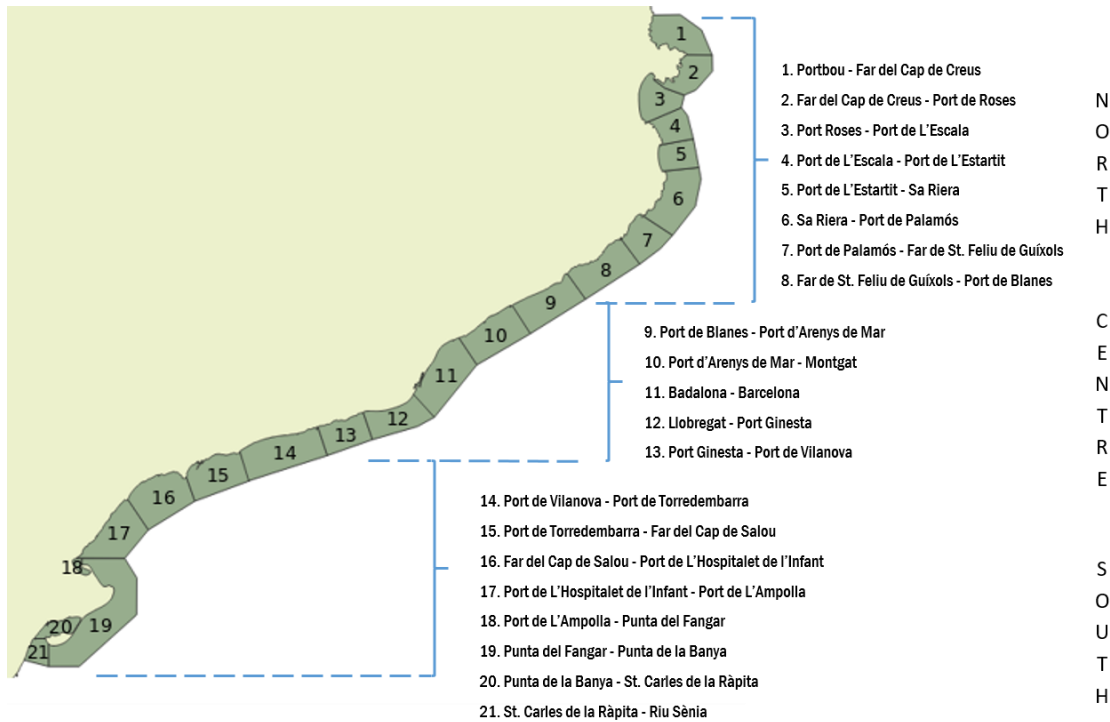 1
2
3
4
5
6
7
8
9
10
11
12
13
14
15
16
17
18
19
20
21
1. Portbou - Far del Cap de Creus
2. Far del Cap de Creus - Port de Roses
3. Port Roses - Port de L'Escala
4. Port de L'Escala - Port de L'Estartit
5. Port de L'Estartit - Sa Riera
6. Sa Riera - Port de Palamós
7. Port de Palamós - Far de St. Feliu de Guíxols
8. Far de St. Feliu de Guíxols - Port de Blanes
NORTH
9. Port de Blanes - Port d'Arenys de Mar
10. Port d'Arenys de Mar - Montgat
11. Badalona - Barcelona
12. Llobregat - Port Ginesta
13. Port Ginesta - Port de Vilanova
CENTRE
14. Port de Vilanova - Port de Torredembarra
15. Port de Torredembarra - Far del Cap de Salou
16. Far del Cap de Salou - Port de L'Hospitalet de l'Infant
17. Port de L'Hospitalet de l'Infant - Port de L'Ampolla
18. Port de L'Ampolla - Punta del Fangar
19. Punta del Fangar - Punta de la Banya
20. Punta de la Banya - St. Carles de la Ràpita
21. St. Carles de la Ràpita - Riu Sènia
SOUTH